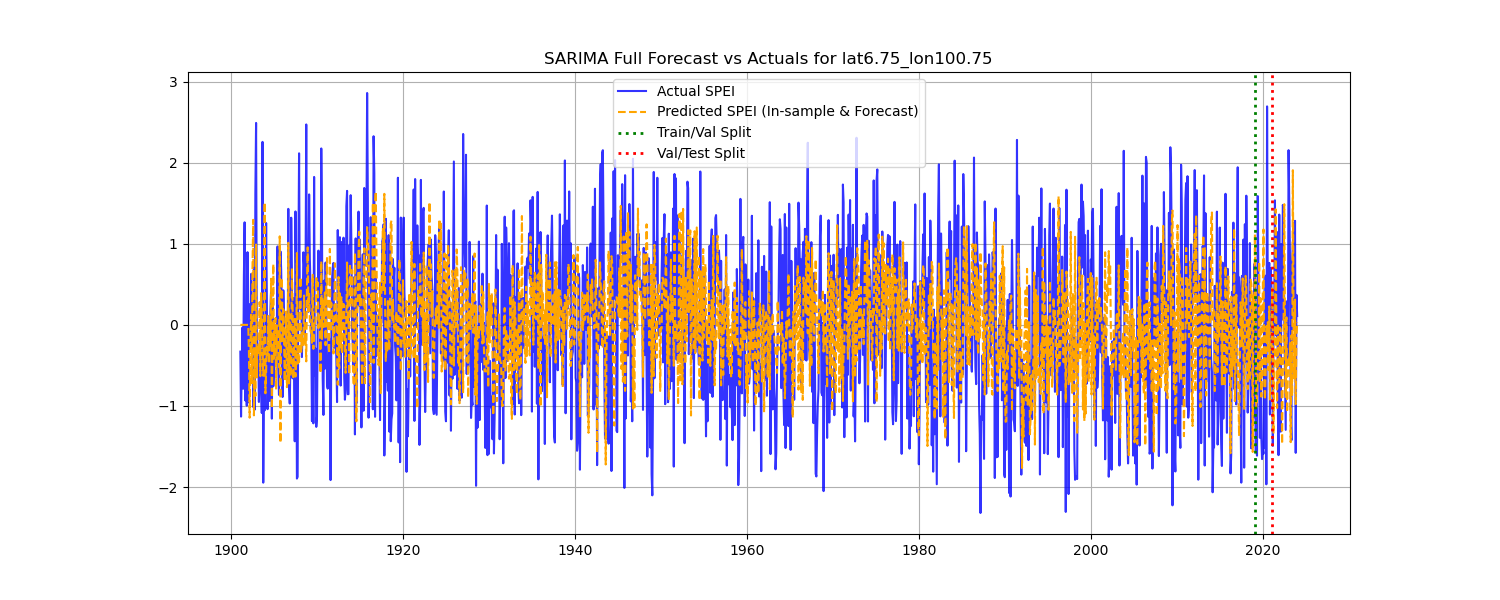 SARIMA Full Forecast vs Actuals for lat6.75_lon100.75
Actual SPEI
Predicted SPEI (In-sample & Forecast)
Train/Val Split
Val/Test Split
3
2
1
0
−1
−2
1900 1920 1940 1960 1980 2000 2020